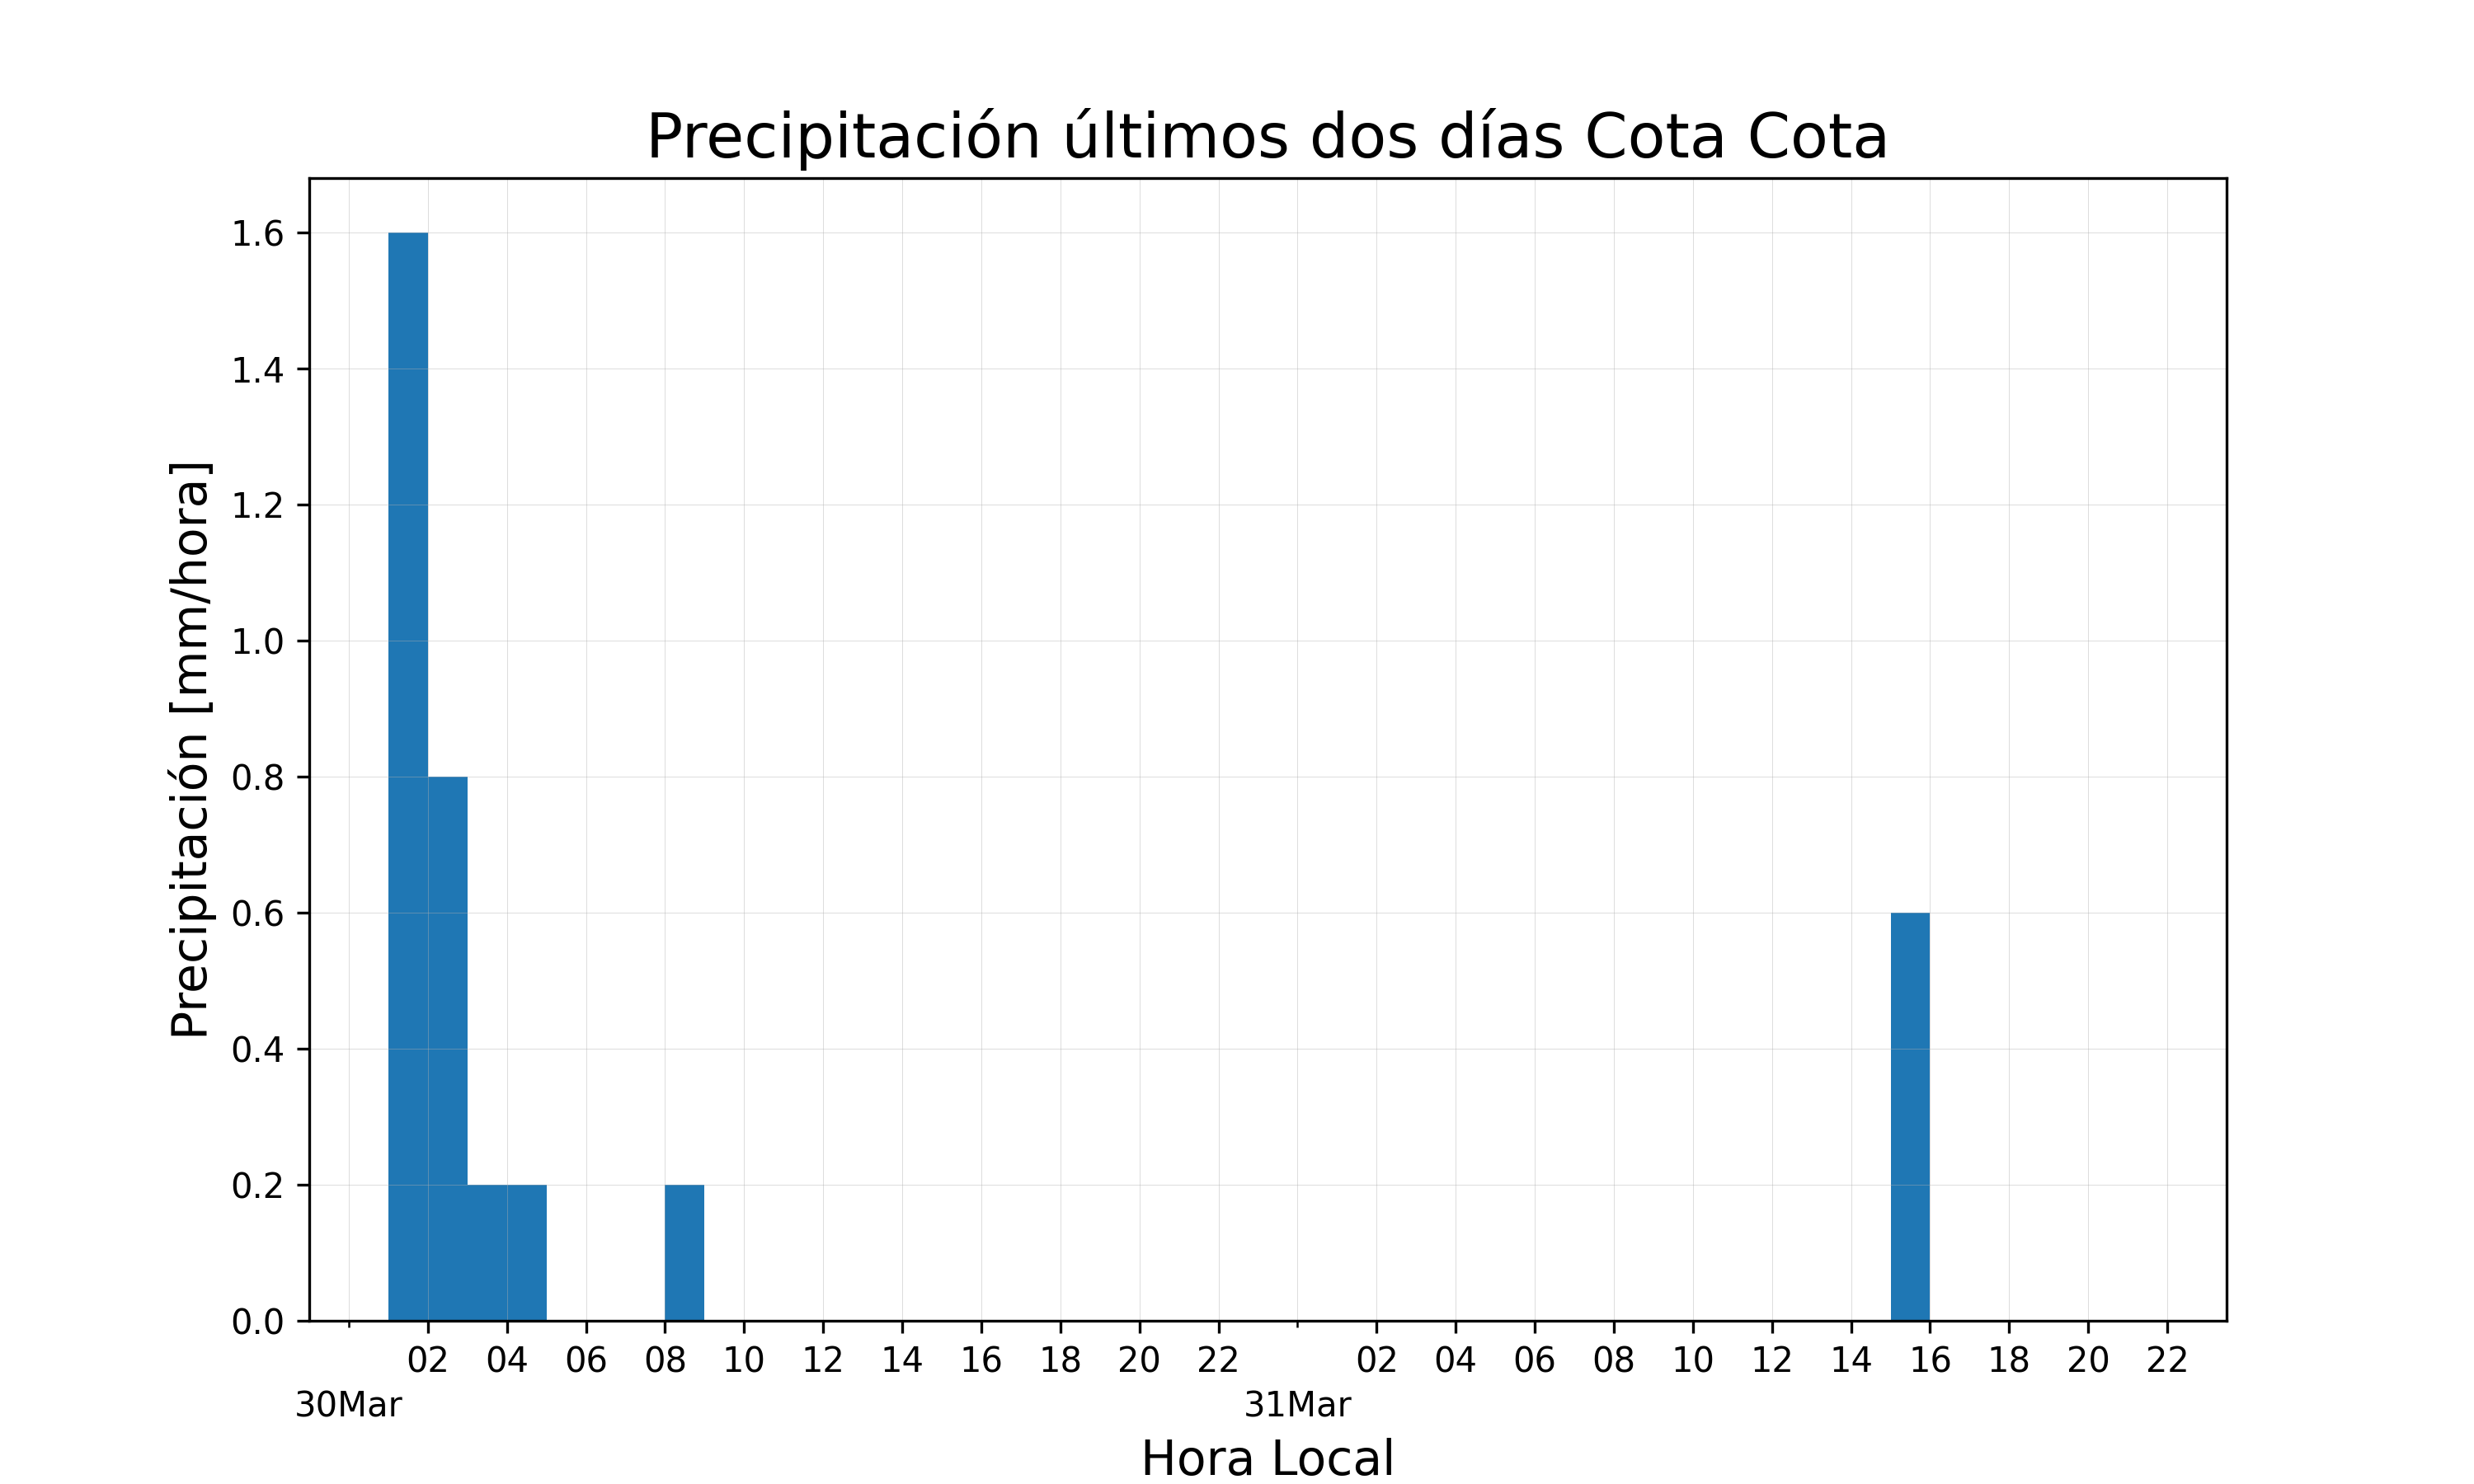 Precipitación últimos dos días Cota Cota
Precipitación [mm/hora]
1.6
1.4
1.2
1.0
0.8
0.6
0.4
0.2
0.0
02 04 06 08 10 12 14 16 18 20 22 02 04 06 08 10 12 14 16 18 20 22
30Mar 31Mar
Hora Local